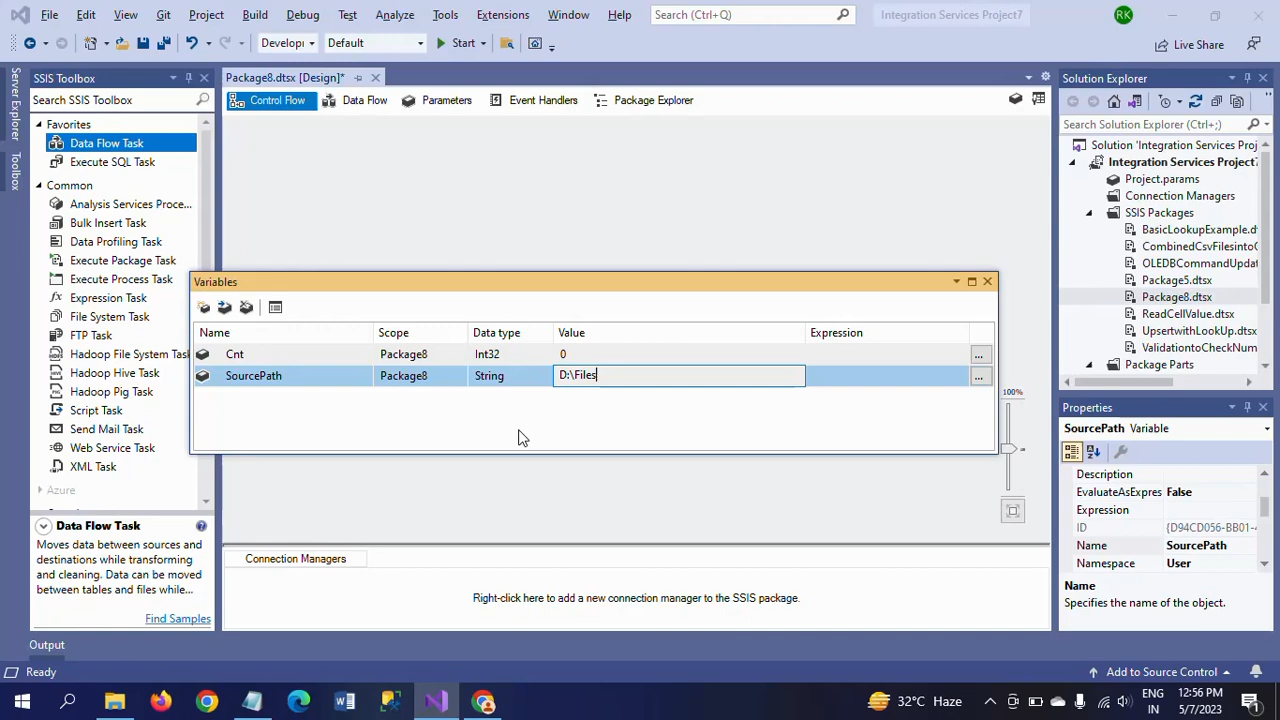 File Edit View Git Project Build Debug Test Analyze Tools Extensions Window Help Search (Ctrl+Q) Integration Services Project7 RK
Developi Default Start Live Share
Server Explorer
Toolbox
SSIS Toolbox
Search SSIS Toolbox
Favorites
Data Flow Task
Execute SQL Task
Common
Analysis Services Proce...
Bulk Insert Task
Data Profiling Task
Execute Package Task
Execute Process Task
Expression Task
File System Task
FTP Task
Hadoop File System Tas...
Hadoop Hive Task
Hadoop Pig Task
Script Task
Send Mail Task
Web Service Task
XML Task
Azure
Data Flow Task
Moves data between sources and
destinations while transforming
and cleaning. Data can be moved
between tables and files while...
Find Samples
Package8.dtsx [Design]*
Control Flow Data Flow Parameters Event Handlers Package Explorer
Variables
Name Scope Data type Value Expression
Cnt Package8 Int32 0 ...
SourcePath Package8 String D:\Files ...
100%
Connection Managers
Right-click here to add a new connection manager to the SSIS package.
Solution Explorer
Search Solution Explorer (Ctrl+;)
Solution 'Integration Services Proj
Integration Services Project7
Project.params
Connection Managers
SSIS Packages
BasicLookupExample.d
CombinedCsvFilesintoC
OLEDBCommandUpdat
Package5.dtsx
Package8.dtsx
ReadCellValue.dtsx
UpsertwithLookUp.dtsx
ValidationtoCheckNum
Package Parts
Properties
SourcePath Variable
Description
EvaluateAsExpres False
Expression
ID {D94CD056-BB01-4
Name SourcePath
Namespace User
Name
Specifies the name of the object.
Output
Ready Add to Source Control
32°C Haze ENG IN 12:56 PM 5/7/2023 1